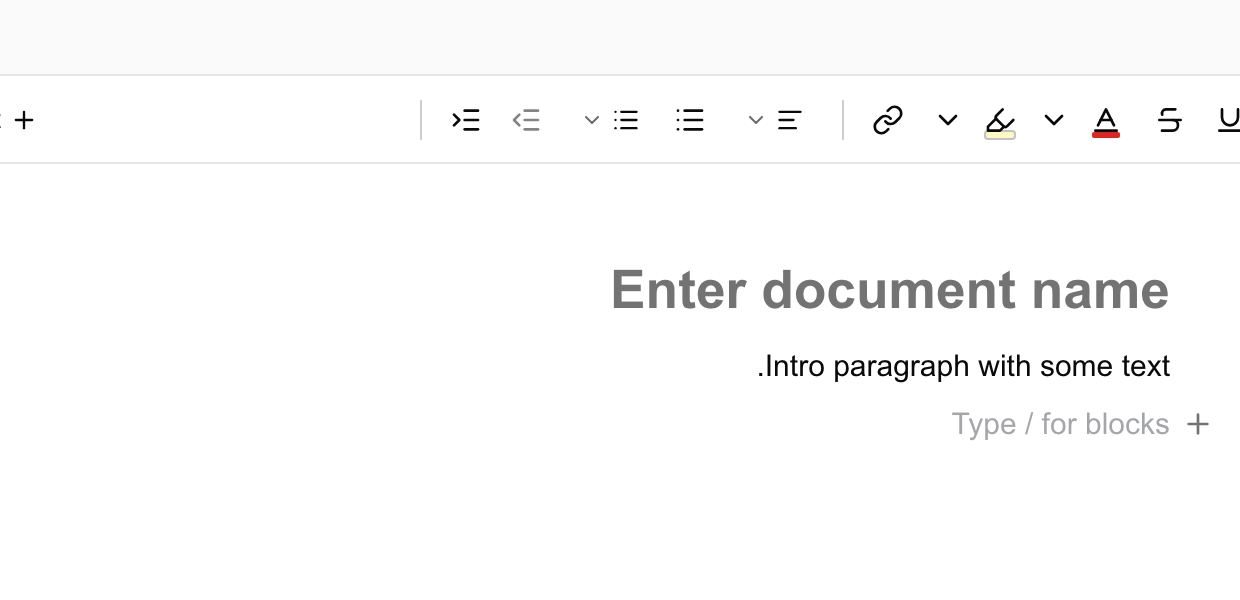 Enter document name
.Intro paragraph with some text
Type / for blocks